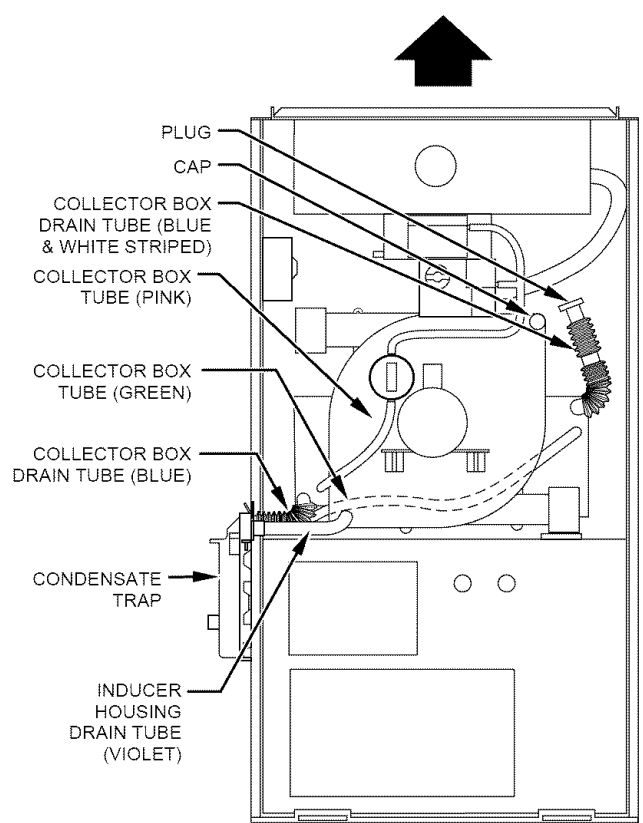 PLUG
CAP
COLLECTOR BOX
DRAIN TUBE (BLUE
& WHITE STRIPED)
COLLECTOR BOX
TUBE (PINK)
COLLECTOR BOX
TUBE (GREEN)
COLLECTOR BOX
DRAIN TUBE (BLUE)
CONDENSATE
TRAP
INDUCER
HOUSING
DRAIN TUBE
(VIOLET)